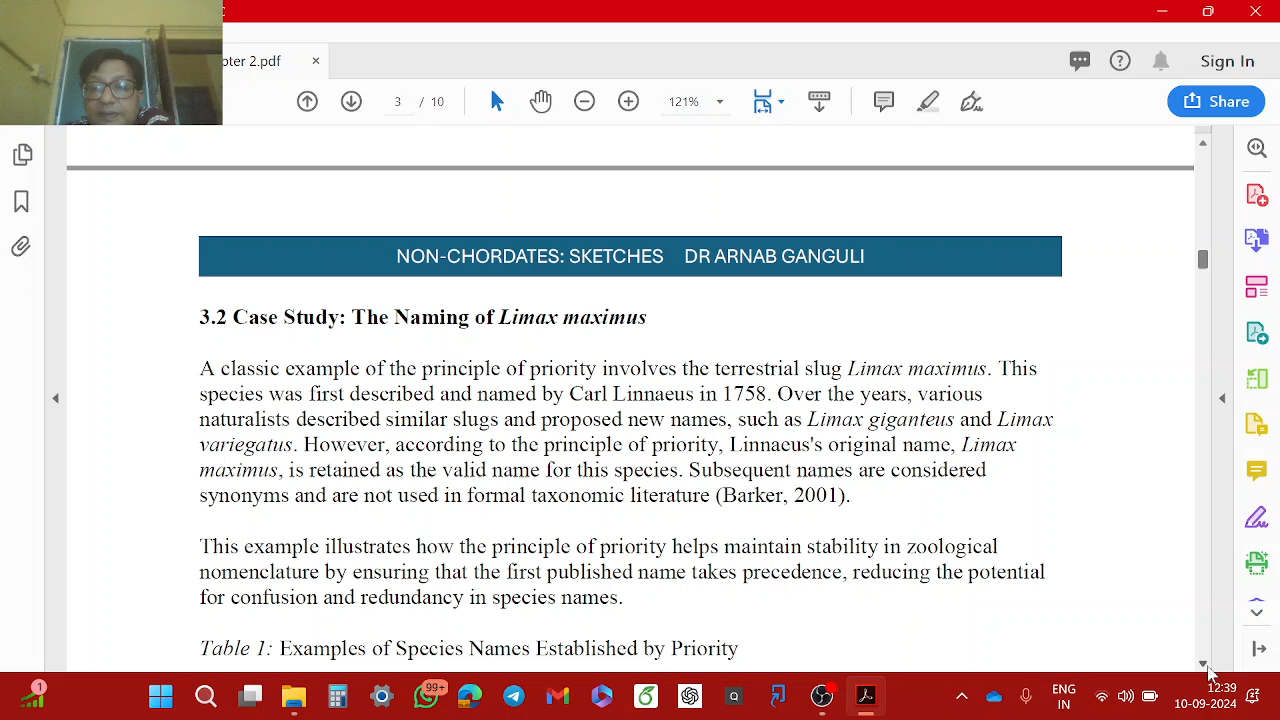 pter 2.pdf
Sign In
3 / 10
121%
Share
NON-CHORDATES: SKETCHES DR ARNAB GANGULI
3.2 Case Study: The Naming of Limax maximus
A classic example of the principle of priority involves the terrestrial slug Limax maximus. This
species was first described and named by Carl Linnaeus in 1758. Over the years, various
naturalists described similar slugs and proposed new names, such as Limax giganteus and Limax
variegatus. However, according to the principle of priority, Linnaeus's original name, Limax
maximus, is retained as the valid name for this species. Subsequent names are considered
synonyms and are not used in formal taxonomic literature (Barker, 2001).
This example illustrates how the principle of priority helps maintain stability in zoological
nomenclature by ensuring that the first published name takes precedence, reducing the potential
for confusion and redundancy in species names.
Table 1: Examples of Species Names Established by Priority
1
99+
ENG
IN
12:39
10-09-2024